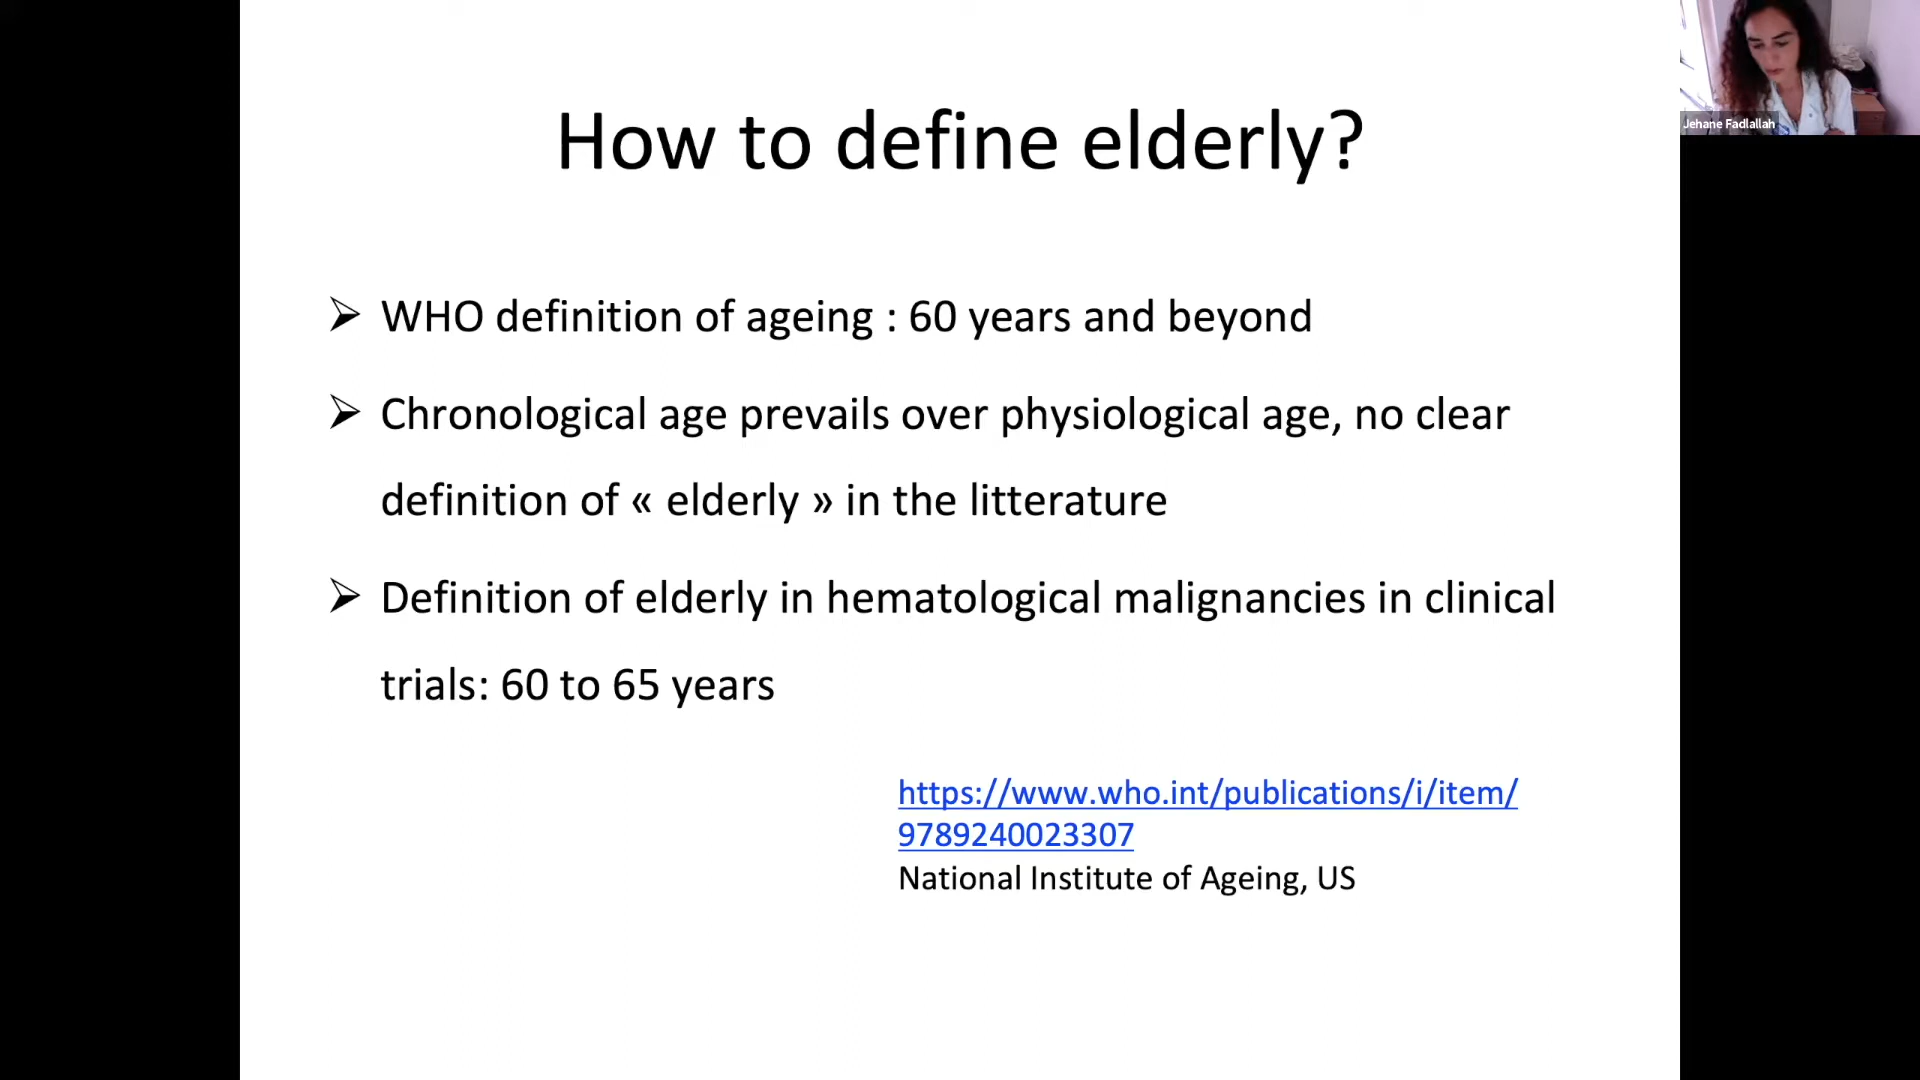 How to define elderly?
Jehane Fadlallah
➢ WHO definition of ageing : 60 years and beyond
➢ Chronological age prevails over physiological age, no clear
definition of « elderly » in the litterature
➢ Definition of elderly in hematological malignancies in clinical
trials: 60 to 65 years
https://www.who.int/publications/i/item/
9789240023307
National Institute of Ageing, US